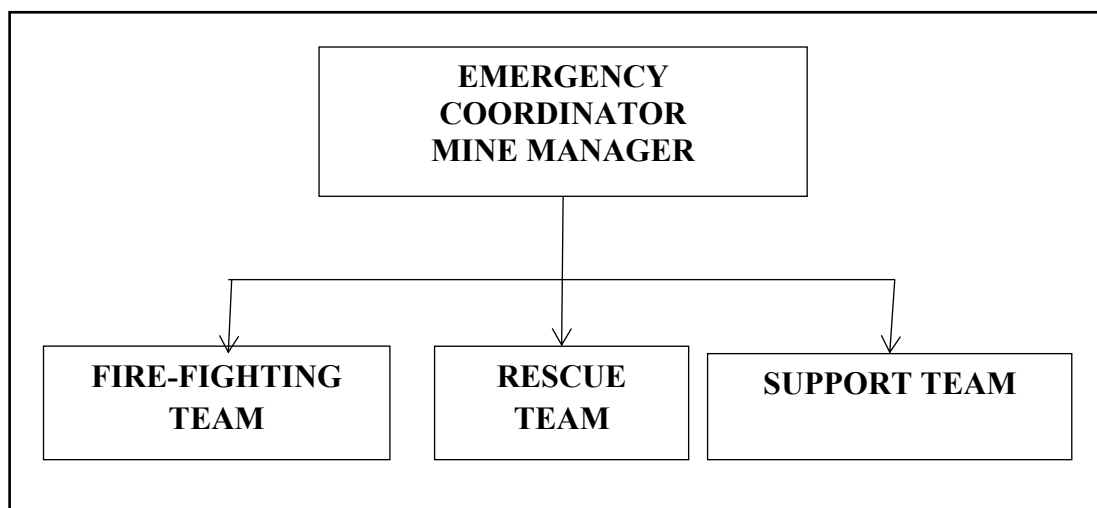 EMERGENCY
COORDINATOR
MINE MANAGER
FIRE-FIGHTING
TEAM
RESCUE
TEAM
SUPPORT TEAM